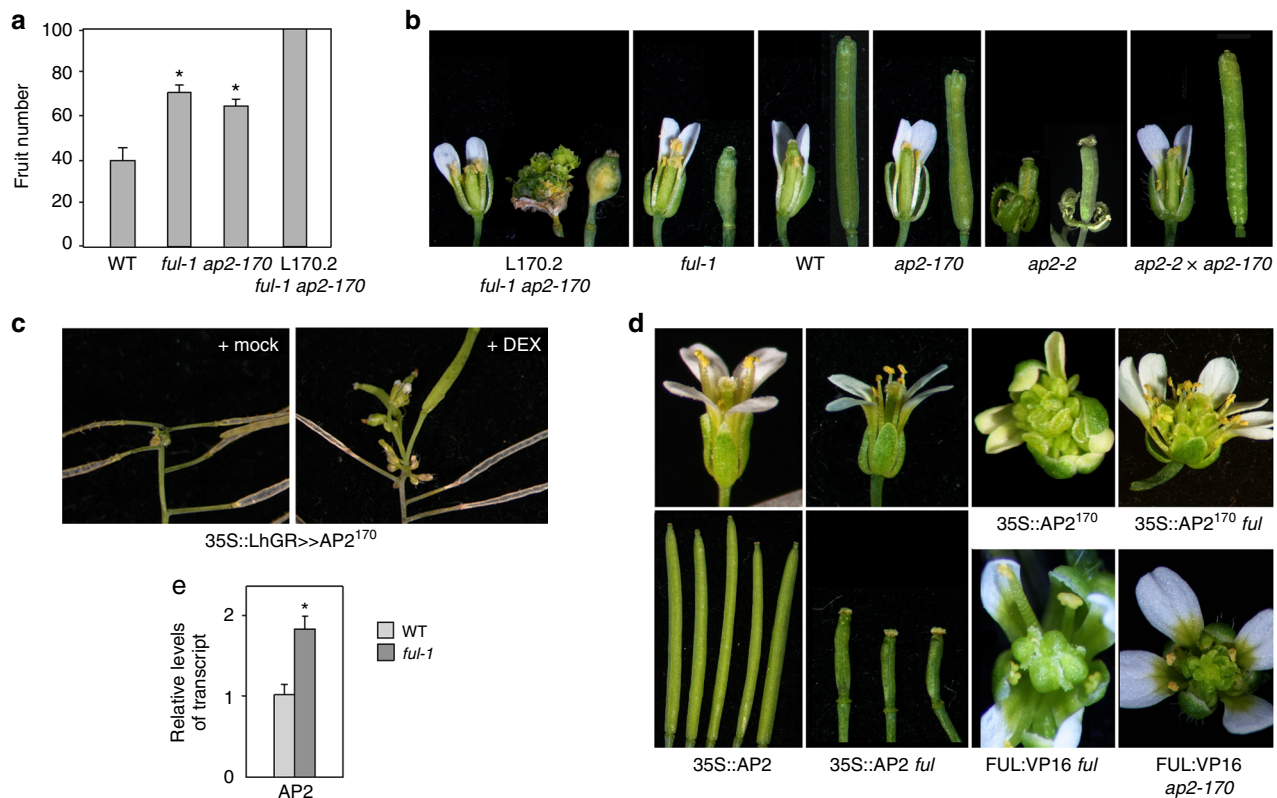 a
Fruit number
100
80
60
40
20
0
*
*
WT
ful-1
ap2-170
L170.2
ful-1 ap2-170
b
L170.2
ful-1 ap2-170
ful-1
WT
ap2-170
ap2-2
ap2-2 × ap2-170
c
+ mock
+ DEX
35S::LhGR>>AP2¹⁷⁰
d
35S::AP2¹⁷⁰
35S::AP2¹⁷⁰ ful
35S::AP2
35S::AP2 ful
FUL:VP16 ful
FUL:VP16
ap2-170
e
Relative levels
of transcript
2
1
0
*
AP2
WT
ful-1